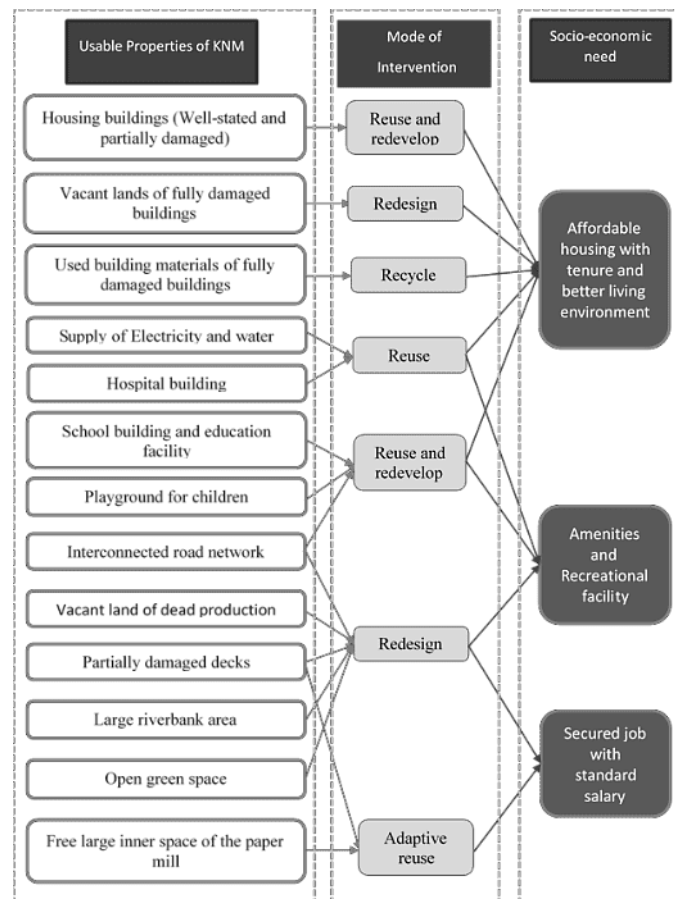 Usable Properties of KNM
Mode of
Intervention
Socio-economic
need
Housing buildings (Well-stated and
partially damaged)
Vacant lands of fully damaged
buildings
Used building materials of fully
damaged buildings
Supply of Electricity and water
Hospital building
School building and education
facility
Playground for children
Interconnected road network
Vacant land of dead production
Partially damaged decks
Large riverbank area
Open green space
Free large inner space of the paper
mill
Reuse and
redevelop
Redesign
Recycle
Reuse
Reuse and
redevelop
Redesign
Adaptive
reuse
Affordable
housing with
tenure and
better living
environment
Amenities
and
Recreational
facility
Secured job
with
standard
salary